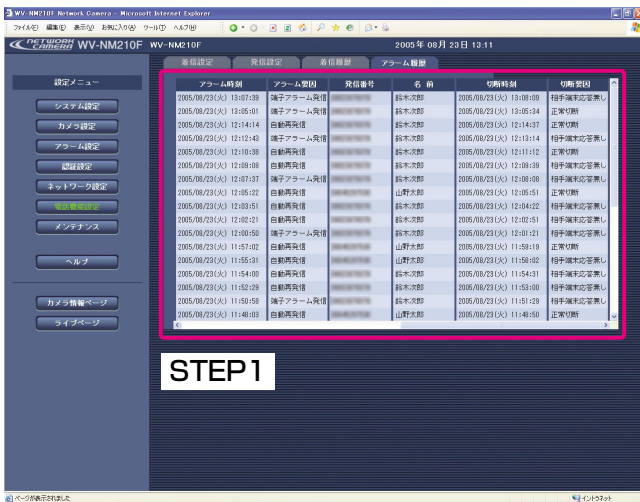 WV-NM210F Network Camera - Microsoft Internet Explorer
ファイル(F) 編集(E) 表示(V) お気に入り(A) ツール(T) ヘルプ(H)
NETWORK CAMERA WV-NM210F WV-NM210F 2005年 08月 23日 13:11
設定メニュー
システム設定
カメラ設定
アラーム設定
認証設定
ネットワーク設定
電話機能設定
メンテナンス
ヘルプ
カメラ情報ページ
ライブページ
着信設定 発信設定 着信履歴 アラーム履歴
アラーム時刻 アラーム要因 発信番号 名 前 切断時刻 切断要因
2005/08/23(火) 13:07:39 端子アラーム発信 鈴木次郎 2005/08/23(火) 13:08:09 相手端末応答無し
2005/08/23(火) 13:05:01 端子アラーム発信 鈴木次郎 2005/08/23(火) 13:05:34 正常切断
2005/08/23(火) 12:14:14 自動再発信 鈴木次郎 2005/08/23(火) 12:14:37 正常切断
2005/08/23(火) 12:12:43 端子アラーム発信 鈴木次郎 2005/08/23(火) 12:13:14 相手端末応答無し
2005/08/23(火) 12:10:38 自動再発信 鈴木次郎 2005/08/23(火) 12:11:12 正常切断
2005/08/23(火) 12:09:08 自動再発信 鈴木次郎 2005/08/23(火) 12:09:39 相手端末応答無し
2005/08/23(火) 12:07:37 端子アラーム発信 鈴木次郎 2005/08/23(火) 12:08:08 相手端末応答無し
2005/08/23(火) 12:05:22 自動再発信 山野太郎 2005/08/23(火) 12:05:51 正常切断
2005/08/23(火) 12:03:51 自動再発信 鈴木次郎 2005/08/23(火) 12:04:22 相手端末応答無し
2005/08/23(火) 12:02:21 自動再発信 鈴木次郎 2005/08/23(火) 12:02:51 相手端末応答無し
2005/08/23(火) 12:00:50 端子アラーム発信 鈴木次郎 2005/08/23(火) 12:01:21 相手端末応答無し
2005/08/23(火) 11:57:02 自動再発信 山野太郎 2005/08/23(火) 11:59:19 正常切断
2005/08/23(火) 11:55:31 自動再発信 山野太郎 2005/08/23(火) 11:56:02 相手端末応答無し
2005/08/23(火) 11:54:00 自動再発信 鈴木次郎 2005/08/23(火) 11:54:31 相手端末応答無し
2005/08/23(火) 11:52:29 自動再発信 鈴木次郎 2005/08/23(火) 11:53:00 相手端末応答無し
2005/08/23(火) 11:50:58 端子アラーム発信 鈴木次郎 2005/08/23(火) 11:51:29 相手端末応答無し
2005/08/23(火) 11:48:03 自動再発信 山野太郎 2005/08/23(火) 11:48:50 正常切断
STEP1
ページが表示されました イントラネット